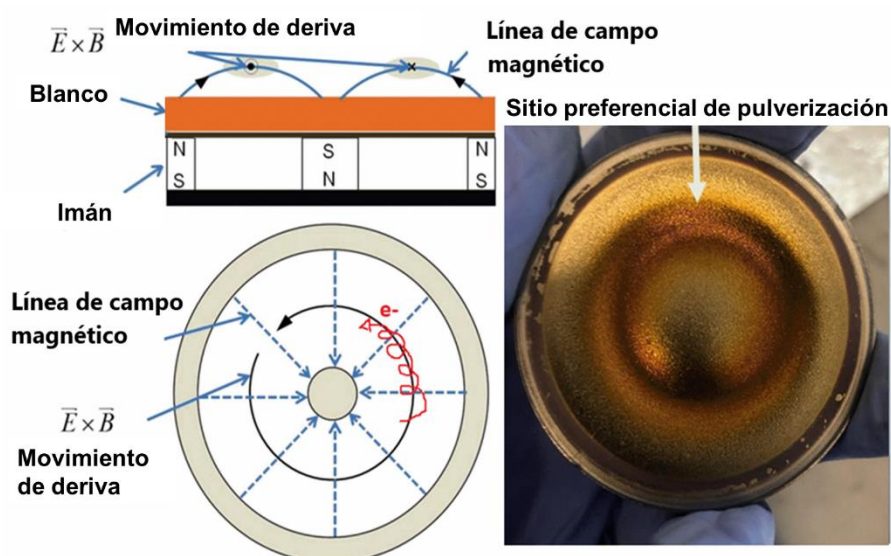 Movimiento de deriva
E×B
Línea de campo
magnético
Blanco
Sitio preferencial de pulverización
N S N
S N S
Imán
Línea de campo
magnético
e-
E×B
Movimiento
de deriva